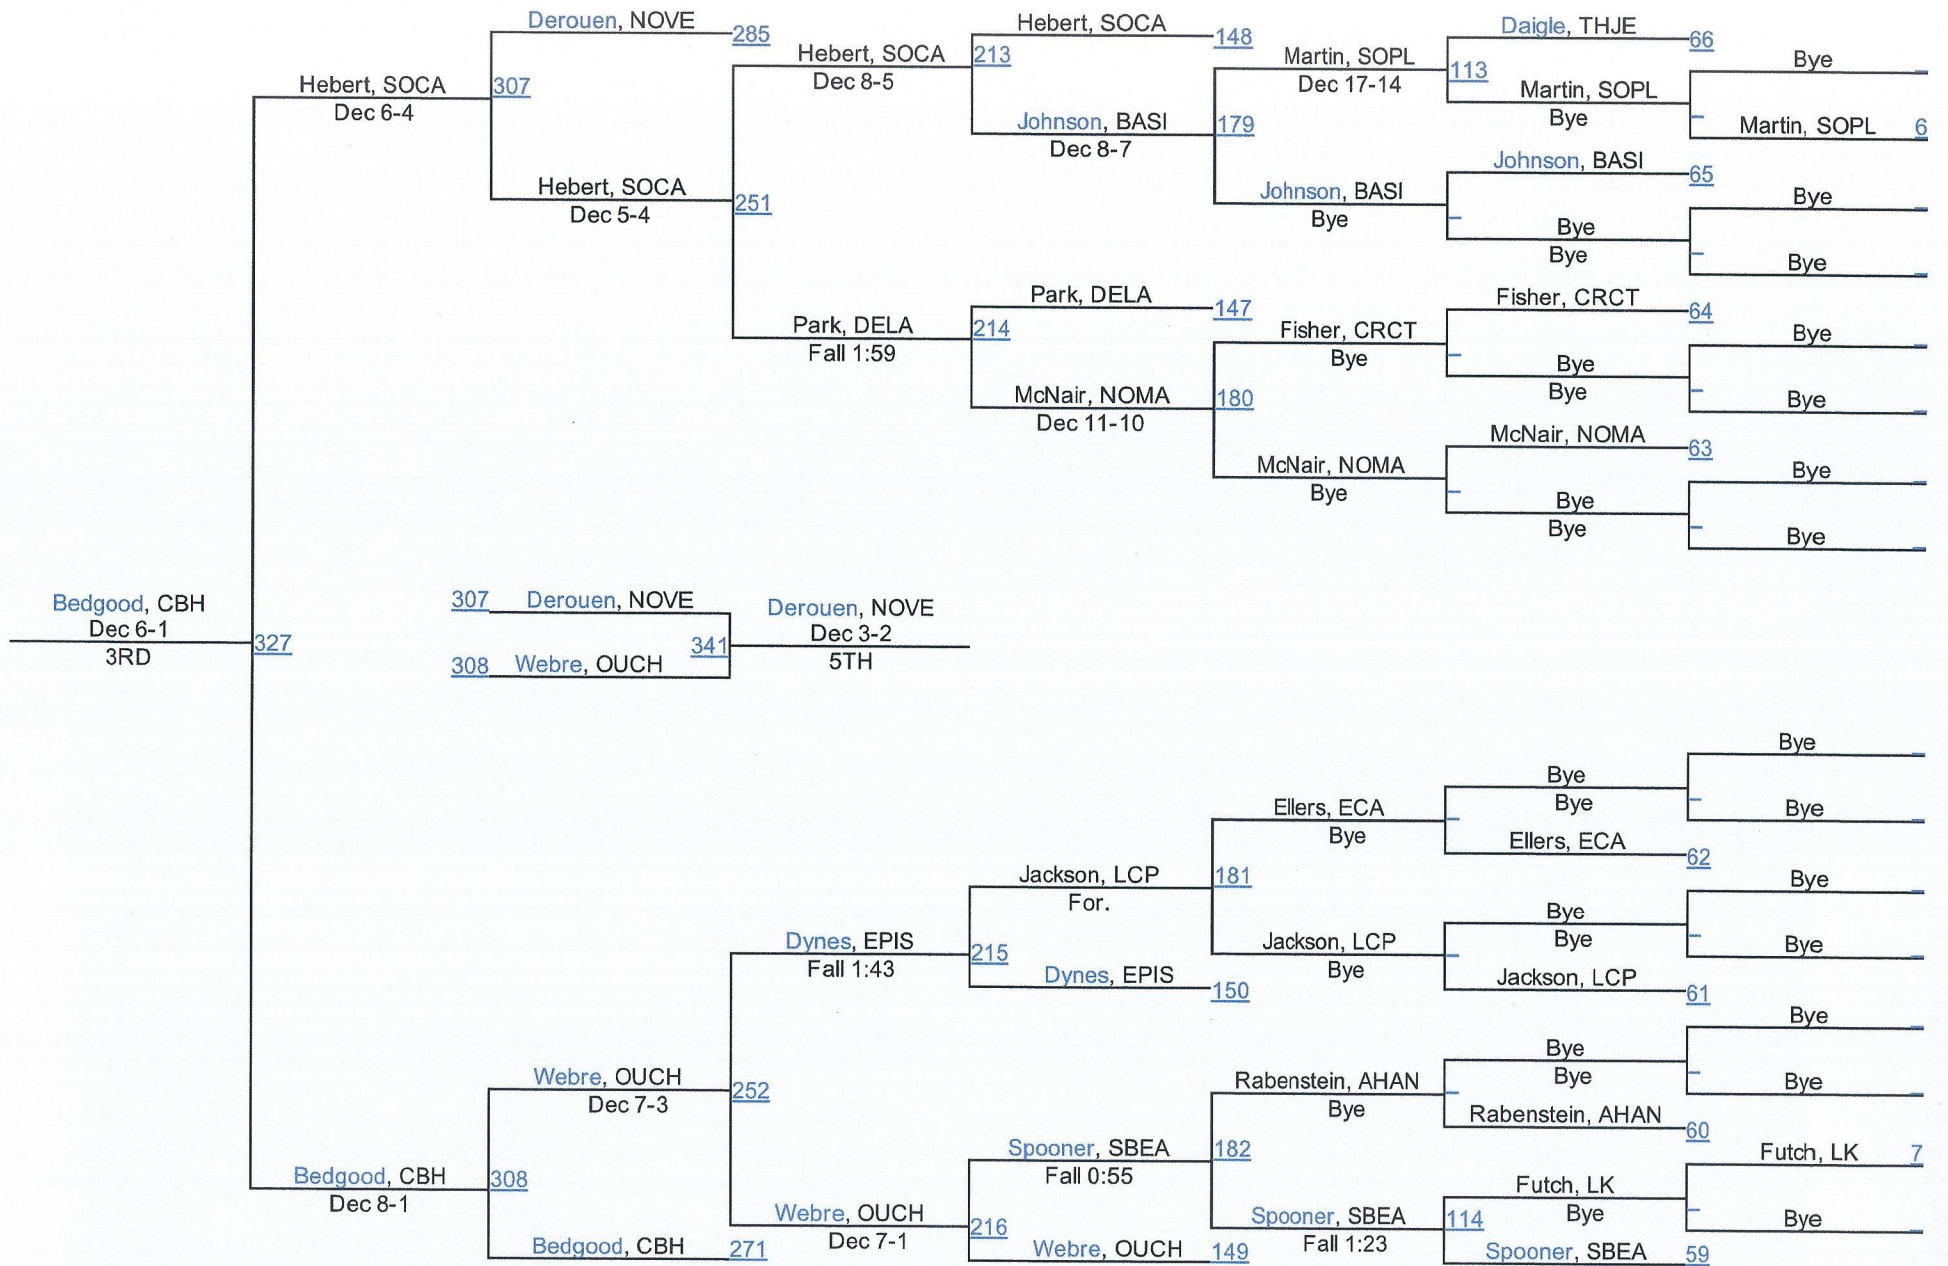 Derouen, NOVE 285
Hebert, SOCA 148
Daigle, THJE 66
Bye
Hebert, SOCA
Dec 8-5
213
Martin, SOPL
Dec 17-14
113
Martin, SOPL
Bye
Martin, SOPL 6
Hebert, SOCA
Dec 6-4
307
Johnson, BASI
Dec 8-7
179
Johnson, BASI 65
Bye
Hebert, SOCA
Dec 5-4
251
Johnson, BASI
Bye
Bye
Bye
Bye
Park, DELA 147
Fisher, CRCT 64
Park, DELA
Fall 1:59
214
Fisher, CRCT
Bye
Bye
Bye
Bye
Bye
McNair, NOMA
Dec 11-10
180
McNair, NOMA 63
McNair, NOMA
Bye
Bye
Bye
Bye
Bye
Bedgood, CBH
Dec 6-1
3RD
327
307 Derouen, NOVE
308 Webre, OUCH
341
Derouen, NOVE
Dec 3-2
5TH
Bye
Bye
Bye
Bye
Ellers, ECA
Bye
Ellers, ECA 62
Jackson, LCP
For.
181
Bye
Bye
Bye
Bye
Dynes, EPIS
Fall 1:43
215
Jackson, LCP
Bye
Jackson, LCP 61
Dynes, EPIS 150
Bye
Bye
Bye
Bye
Webre, OUCH
Dec 7-3
252
Rabenstein, AHAN
Bye
Rabenstein, AHAN 60
Spooner, SBEA
Fall 0:55
182
Futch, LK 7
Bedgood, CBH
Dec 8-1
308
Futch, LK
Bye
Bye
Webre, OUCH
Dec 7-1
216
Spooner, SBEA
Fall 1:23
114
Bedgood, CBH 271
Webre, OUCH 149
Spooner, SBEA 59